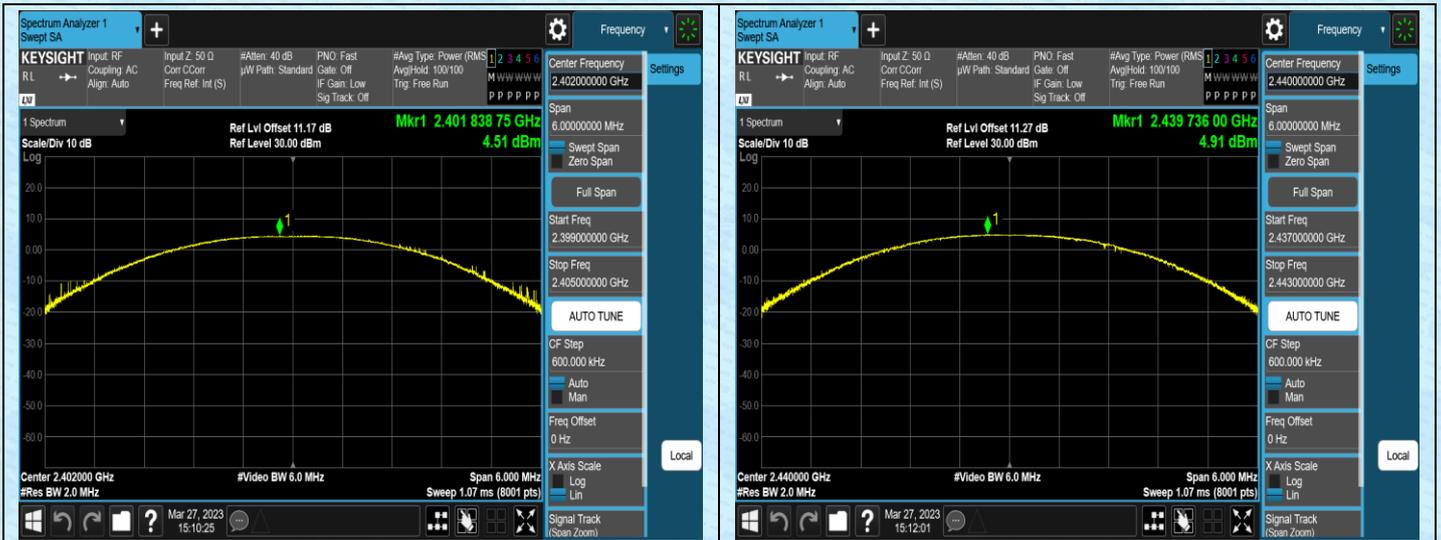 Spectrum Analyzer 1
Swept SA
Frequency
KEYSIGHT
RL
LXI
Input: RF
Coupling: AC
Align: Auto
Input Z: 50 Ω
Corr CCorr
Freq Ref: Int (S)
#Atten: 40 dB
µW Path: Standard
PNO: Fast
Gate: Off
IF Gain: Low
Sig Track: Off
#Avg Type: Power (RMS
Avg|Hold: 100/100
Trig: Free Run
1 2 3 4 5 6
M W W W W W
P P P P P P
1 Spectrum
Scale/Div 10 dB
Log
Ref Lvl Offset 11.17 dB
Ref Level 30.00 dBm
Mkr1 2.401 838 75 GHz
4.51 dBm
20.0
10.0
0.00
-10.0
-20.0
-30.0
-40.0
-50.0
-60.0
1
Center 2.402000 GHz
#Res BW 2.0 MHz
#Video BW 6.0 MHz
Span 6.000 MHz
Sweep 1.07 ms (8001 pts)
Mar 27, 2023
15:10:25
Center Frequency
2.402000000 GHz
Settings
Span
6.00000000 MHz
Swept Span
Zero Span
Full Span
Start Freq
2.399000000 GHz
Stop Freq
2.405000000 GHz
AUTO TUNE
CF Step
600.000 kHz
Auto
Man
Freq Offset
0 Hz
Local
X Axis Scale
Log
Lin
Signal Track
(Span Zoom)
Spectrum Analyzer 1
Swept SA
Frequency
KEYSIGHT
RL
LXI
Input: RF
Coupling: AC
Align: Auto
Input Z: 50 Ω
Corr CCorr
Freq Ref: Int (S)
#Atten: 40 dB
µW Path: Standard
PNO: Fast
Gate: Off
IF Gain: Low
Sig Track: Off
#Avg Type: Power (RMS
Avg|Hold: 100/100
Trig: Free Run
1 2 3 4 5 6
M W W W W W
P P P P P P
1 Spectrum
Scale/Div 10 dB
Log
Ref Lvl Offset 11.27 dB
Ref Level 30.00 dBm
Mkr1 2.439 736 00 GHz
4.91 dBm
20.0
10.0
0.00
-10.0
-20.0
-30.0
-40.0
-50.0
-60.0
1
Center 2.440000 GHz
#Res BW 2.0 MHz
#Video BW 6.0 MHz
Span 6.000 MHz
Sweep 1.07 ms (8001 pts)
Mar 27, 2023
15:12:01
Center Frequency
2.440000000 GHz
Settings
Span
6.00000000 MHz
Swept Span
Zero Span
Full Span
Start Freq
2.437000000 GHz
Stop Freq
2.443000000 GHz
AUTO TUNE
CF Step
600.000 kHz
Auto
Man
Freq Offset
0 Hz
Local
X Axis Scale
Log
Lin
Signal Track
(Span Zoom)